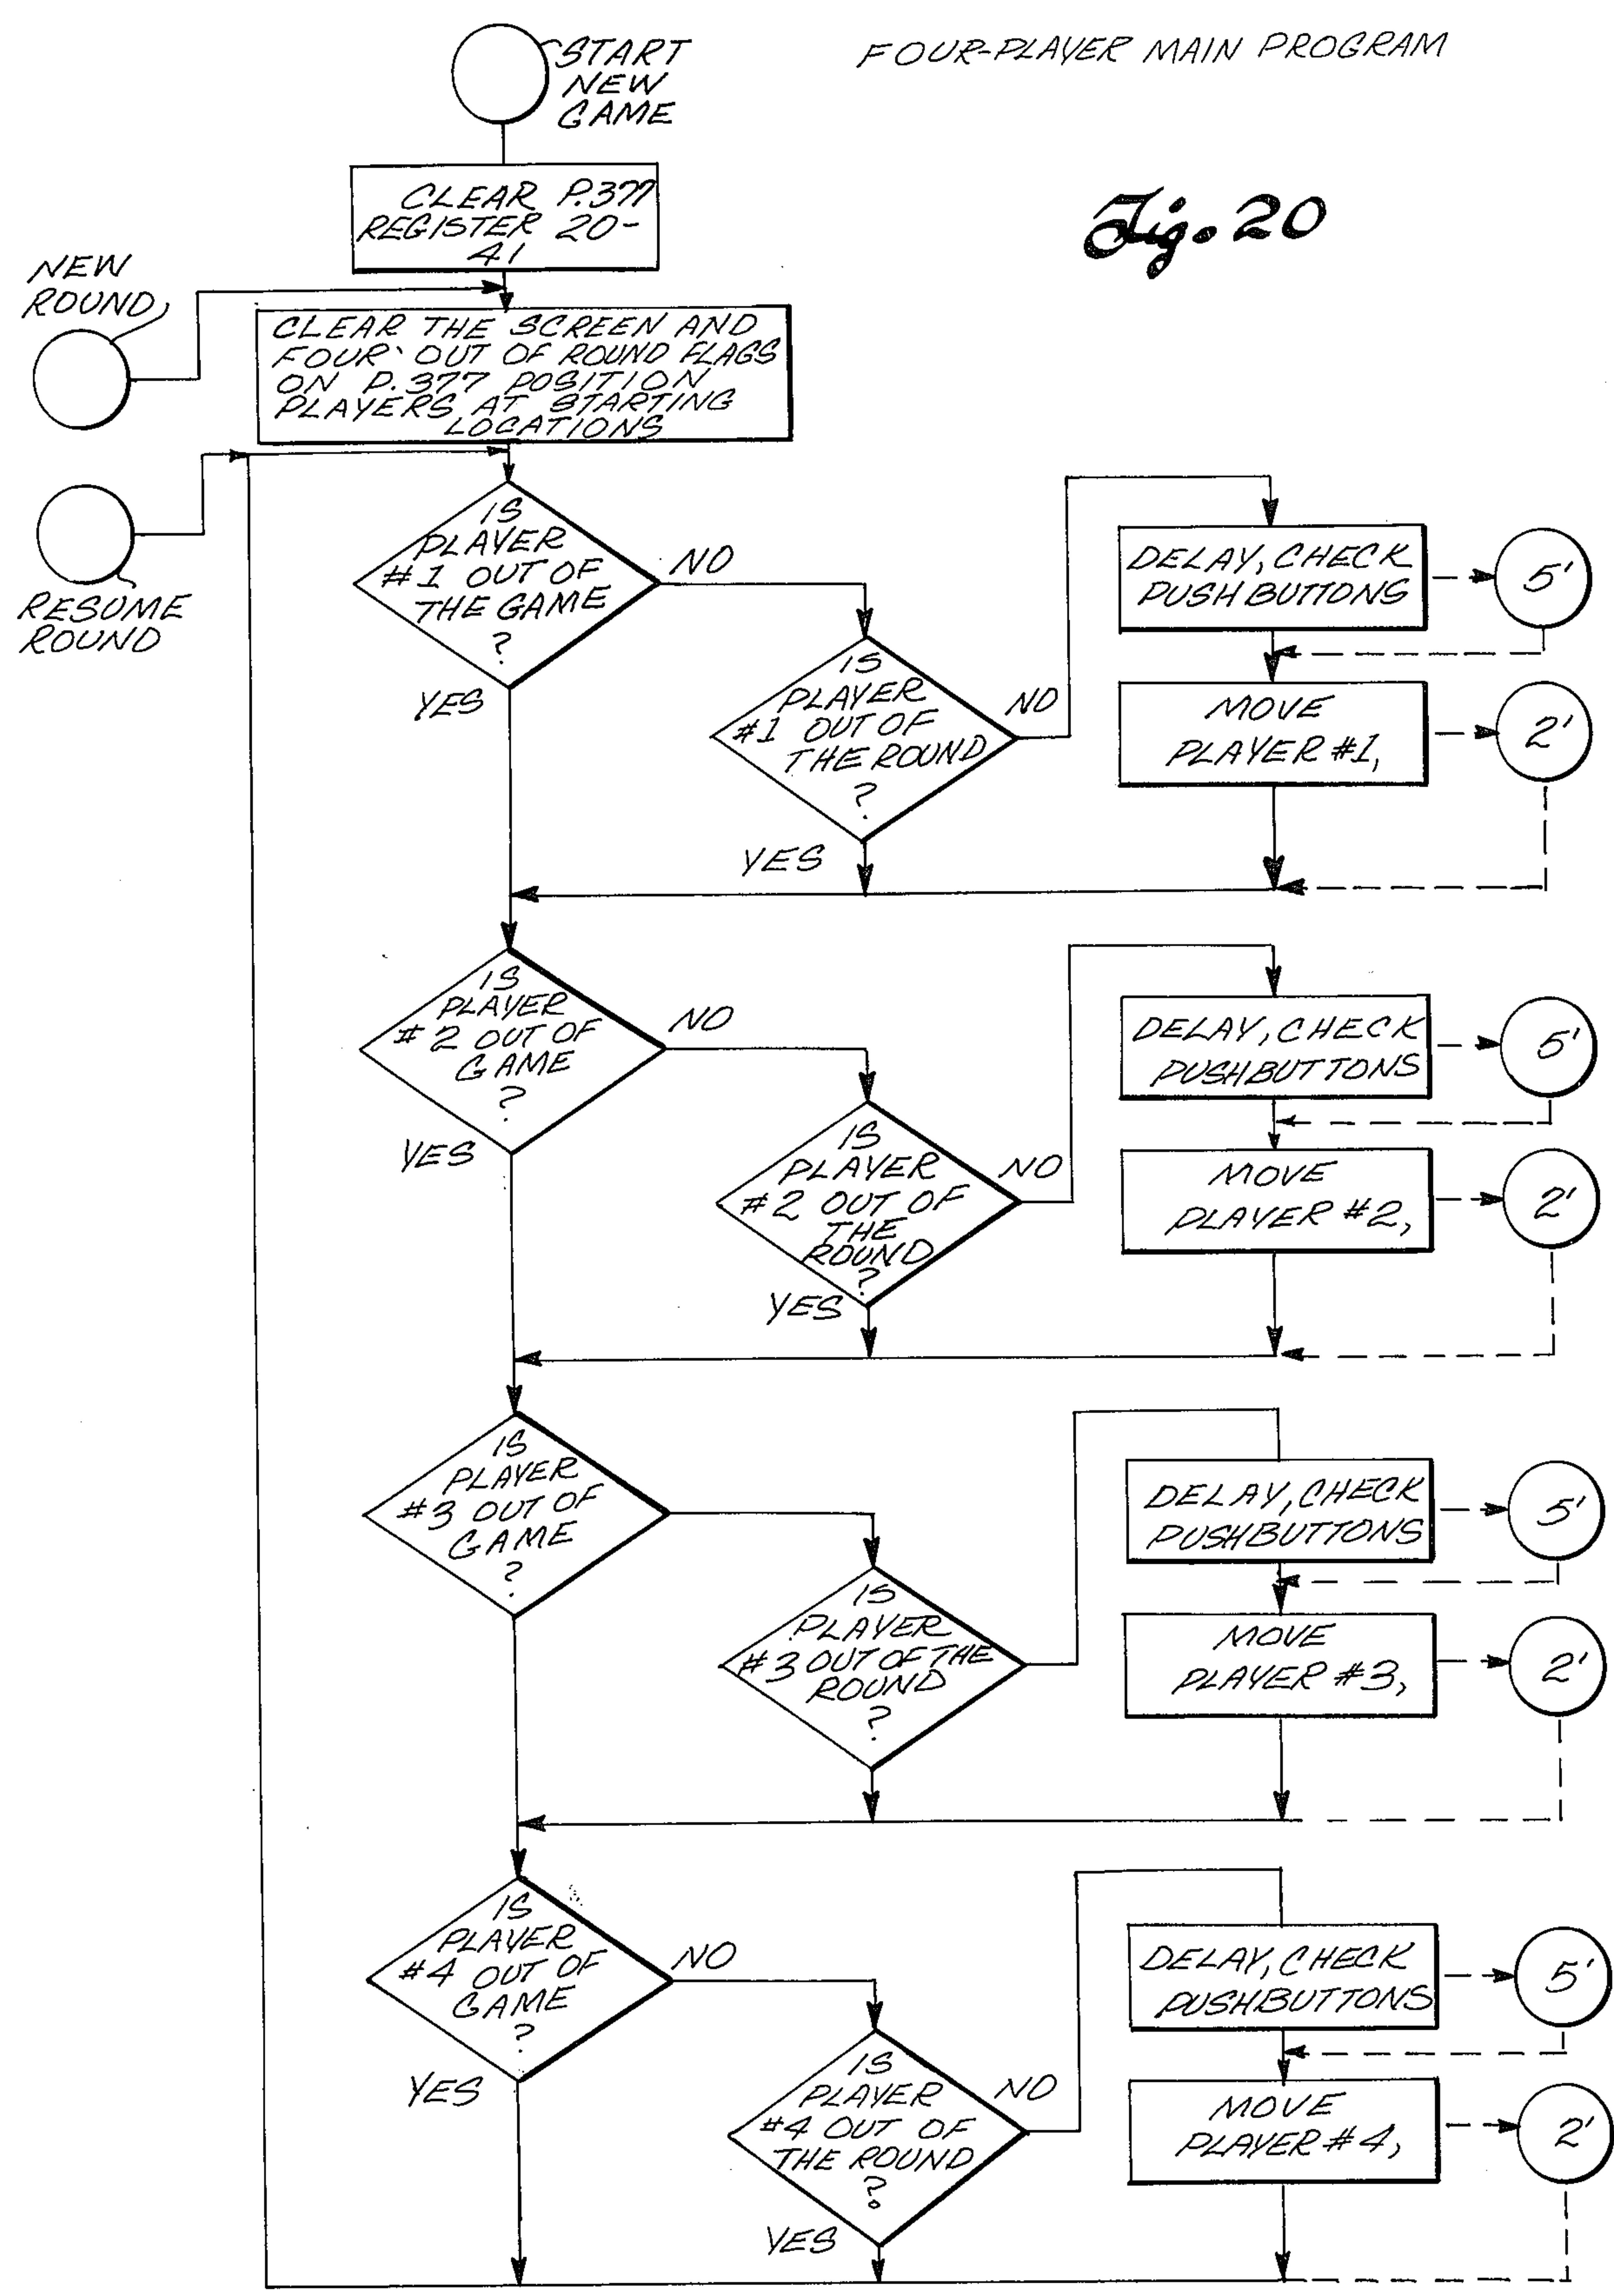 START
NEW
GAME
FOUR-PLAYER MAIN PROGRAM
Fig. 20
CLEAR P.377
REGISTER 20-
41
NEW
ROUND
CLEAR THE SCREEN AND
FOUR OUT OF ROUND FLAGS
ON P.377 POSITION
PLAYERS AT STARTING
LOCATIONS
RESUME
ROUND
IS
PLAYER
#1 OUT OF
THE GAME
?
NO
YES
IS
PLAYER
#1 OUT OF
THE ROUND
?
NO
YES
DELAY, CHECK
PUSH BUTTONS
5'
MOVE
PLAYER #1,
2'
IS
PLAYER
#2 OUT OF
GAME
?
NO
YES
IS
PLAYER
#2 OUT OF
THE
ROUND
?
NO
YES
DELAY, CHECK
PUSHBUTTONS
5'
MOVE
PLAYER #2,
2'
IS
PLAYER
#3 OUT OF
GAME
?
IS
PLAYER
#3 OUT OF THE
ROUND
?
DELAY, CHECK
PUSHBUTTONS
5'
MOVE
PLAYER #3,
2'
IS
PLAYER
#4 OUT OF
GAME
?
NO
YES
IS
PLAYER
#4 OUT OF
THE ROUND
?
NO
YES
DELAY, CHECK
PUSHBUTTONS
5'
MOVE
PLAYER #4,
2'